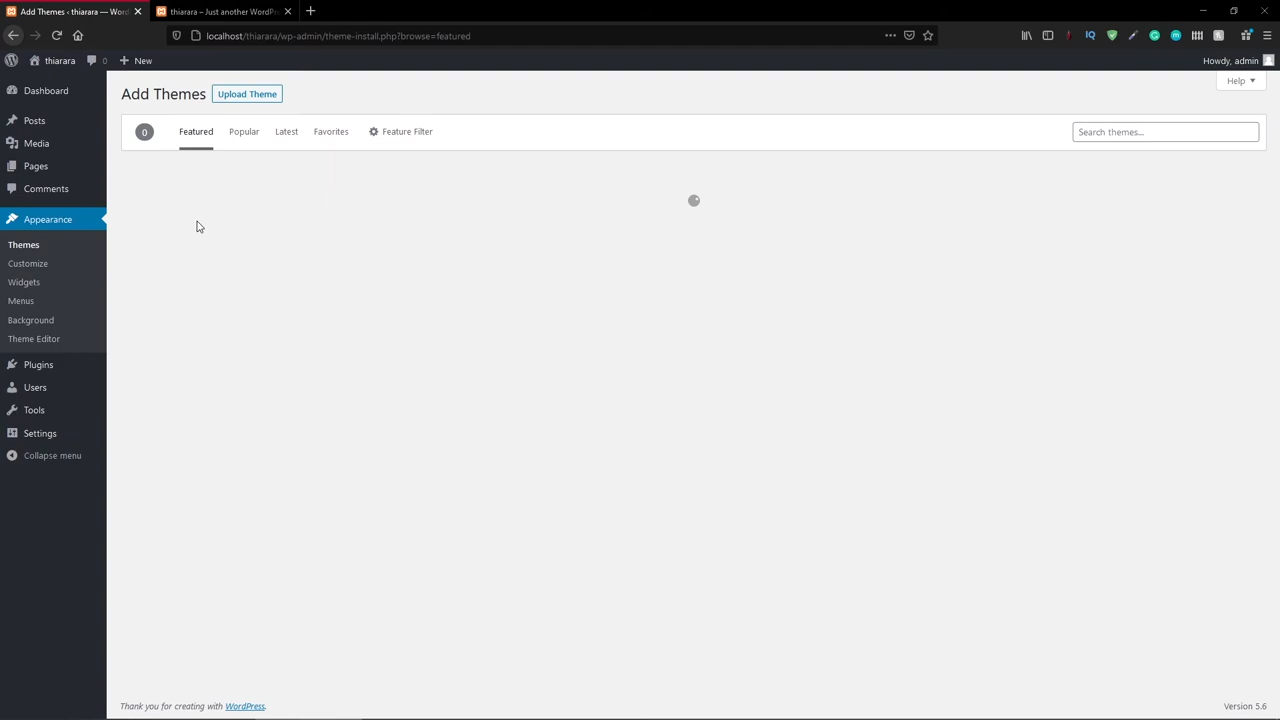 Add Themes ‹ thiarara — Word
thiarara – Just another WordPre
localhost/thiarara/wp-admin/theme-install.php?browse=featured
thiarara
0
New
Howdy, admin
Help
Dashboard
Posts
Media
Pages
Comments
Appearance
Themes
Customize
Widgets
Menus
Background
Theme Editor
Plugins
Users
Tools
Settings
Collapse menu
Add Themes
Upload Theme
0
Featured
Popular
Latest
Favorites
Feature Filter
Search themes...
Thank you for creating with WordPress.
Version 5.6